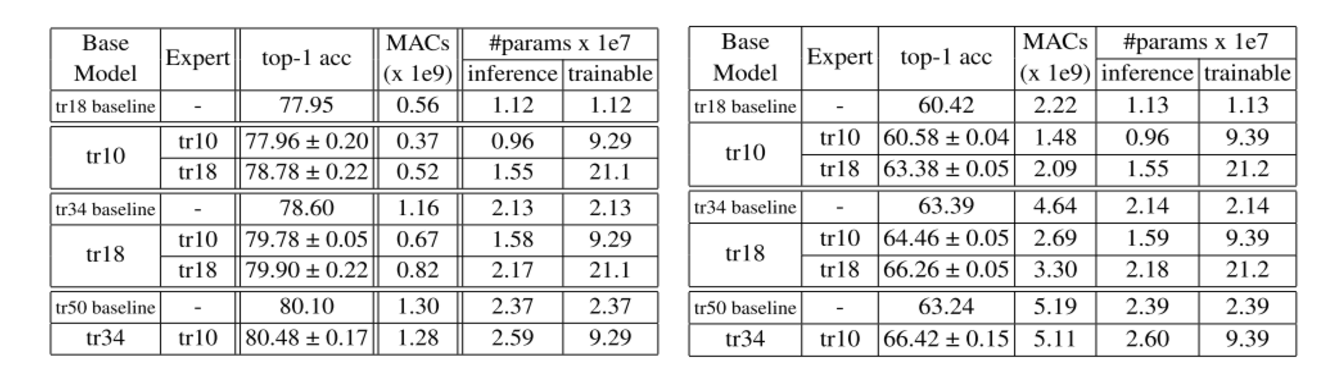 Base Model Expert top-1 acc MACs (x 1e9) #params x 1e7 inference trainable
tr18 baseline - 77.95 0.56 1.12 1.12
tr10 tr10 77.96 ± 0.20 0.37 0.96 9.29
tr18 78.78 ± 0.22 0.52 1.55 21.1
tr34 baseline - 78.60 1.16 2.13 2.13
tr18 tr10 79.78 ± 0.05 0.67 1.58 9.29
tr18 79.90 ± 0.22 0.82 2.17 21.1
tr50 baseline - 80.10 1.30 2.37 2.37
tr34 tr10 80.48 ± 0.17 1.28 2.59 9.29
Base Model Expert top-1 acc MACs (x 1e9) #params x 1e7 inference trainable
tr18 baseline - 60.42 2.22 1.13 1.13
tr10 tr10 60.58 ± 0.04 1.48 0.96 9.39
tr18 63.38 ± 0.05 2.09 1.55 21.2
tr34 baseline - 63.39 4.64 2.14 2.14
tr18 tr10 64.46 ± 0.05 2.69 1.59 9.39
tr18 66.26 ± 0.05 3.30 2.18 21.2
tr50 baseline - 63.24 5.19 2.39 2.39
tr34 tr10 66.42 ± 0.15 5.11 2.60 9.39